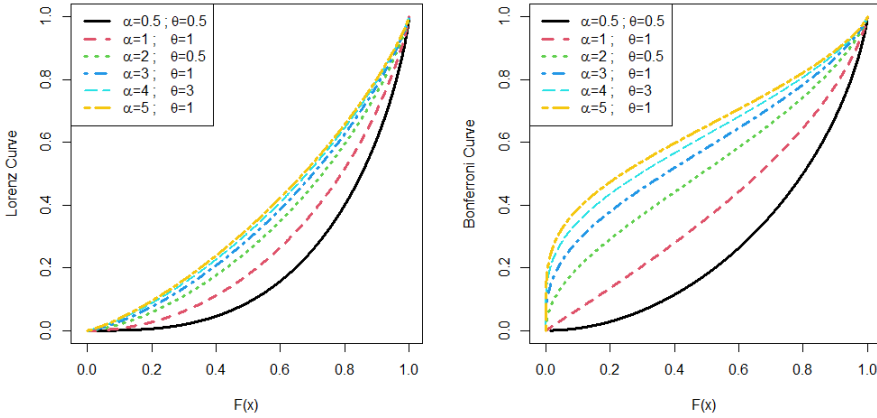 α=0.5 ; θ=0.5
α=1 ; θ=1
α=2 ; θ=0.5
α=3 ; θ=1
α=4 ; θ=3
α=5 ; θ=1
Lorenz Curve
0.0 0.2 0.4 0.6 0.8 1.0
0.0 0.2 0.4 0.6 0.8 1.0
F(x)
α=0.5 ; θ=0.5
α=1 ; θ=1
α=2 ; θ=0.5
α=3 ; θ=1
α=4 ; θ=3
α=5 ; θ=1
Bonferroni Curve
0.0 0.2 0.4 0.6 0.8 1.0
0.0 0.2 0.4 0.6 0.8 1.0
F(x)